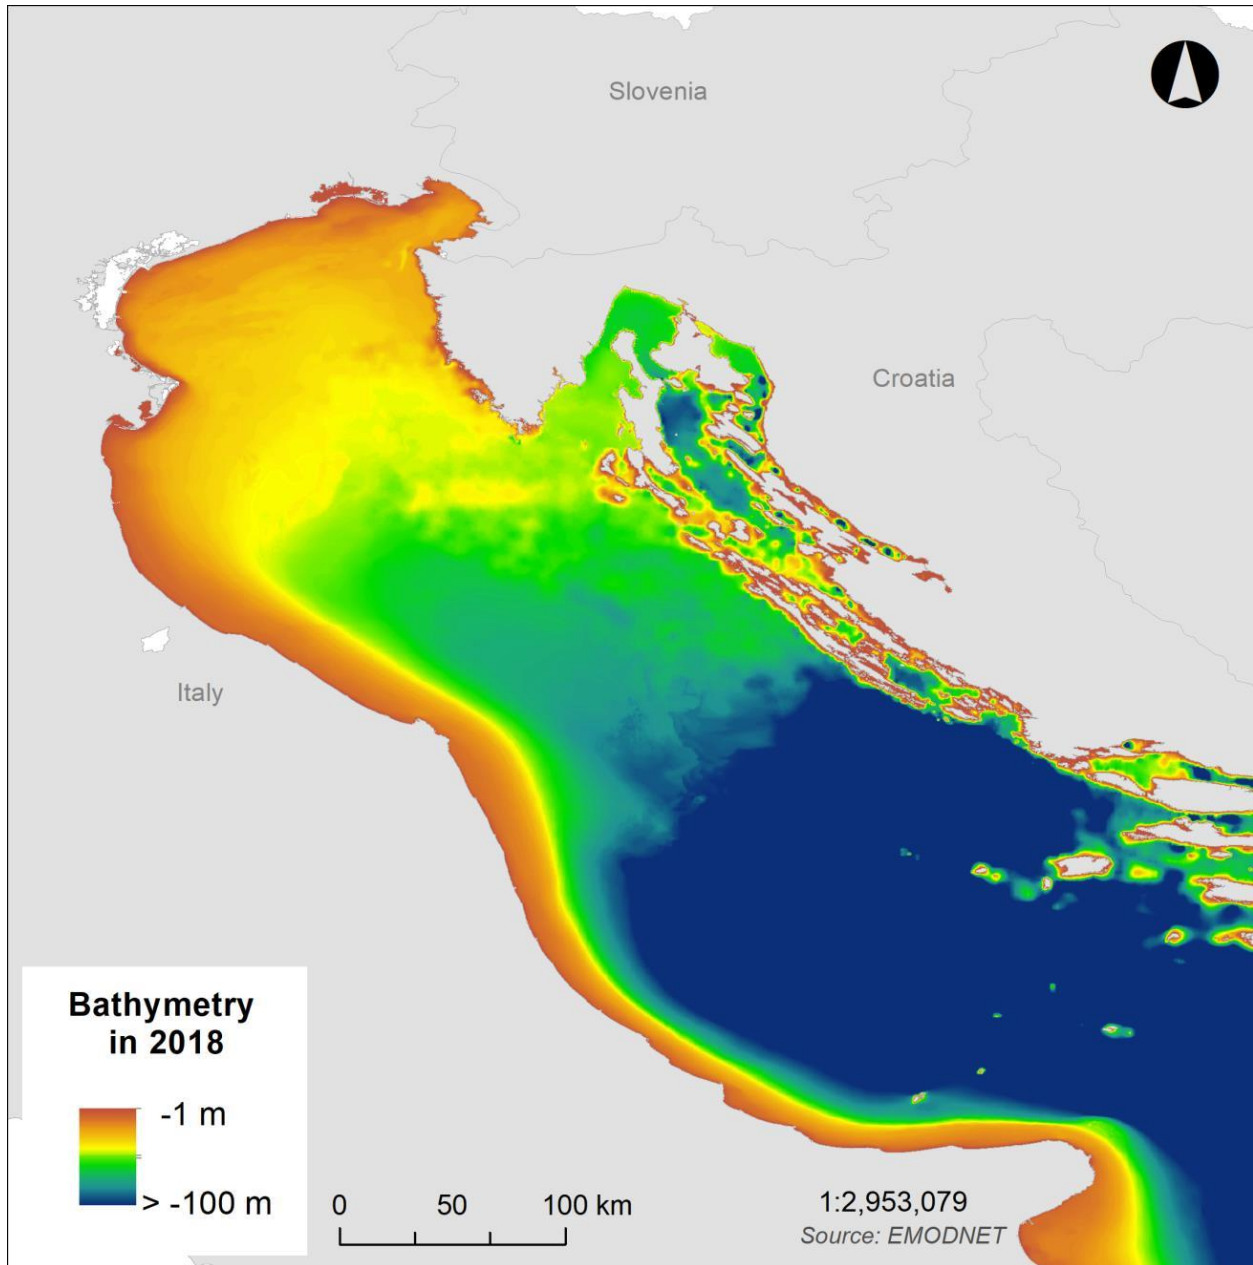 Slovenia
Croatia
Italy
Bathymetry
in 2018
-1 m
> -100 m
0 50 100 km
1:2,953,079
Source: EMODNET